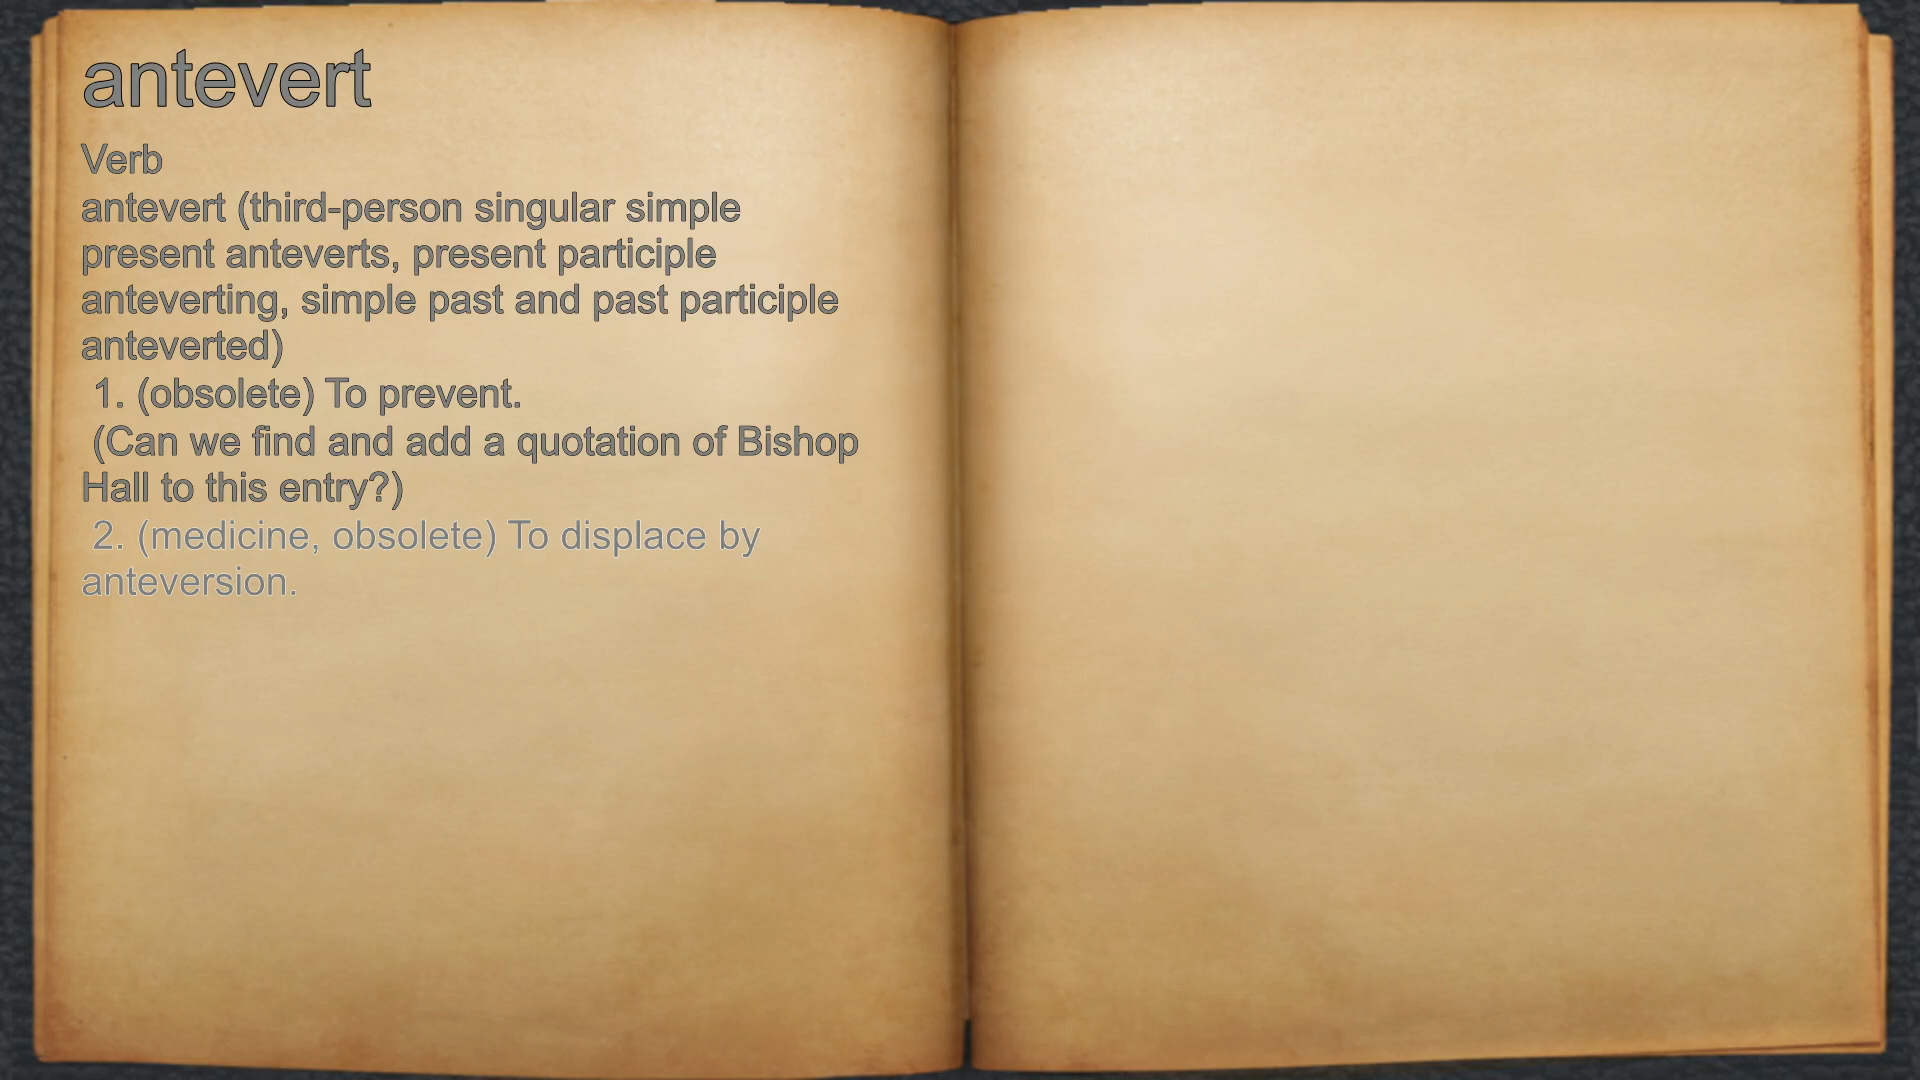 antevert
Verb
antevert (third-person singular simple
present anteverts, present participle
anteverting, simple past and past participle
anteverted)
1. (obsolete) To prevent.
(Can we find and add a quotation of Bishop
Hall to this entry?)
2. (medicine, obsolete) To displace by
anteversion.